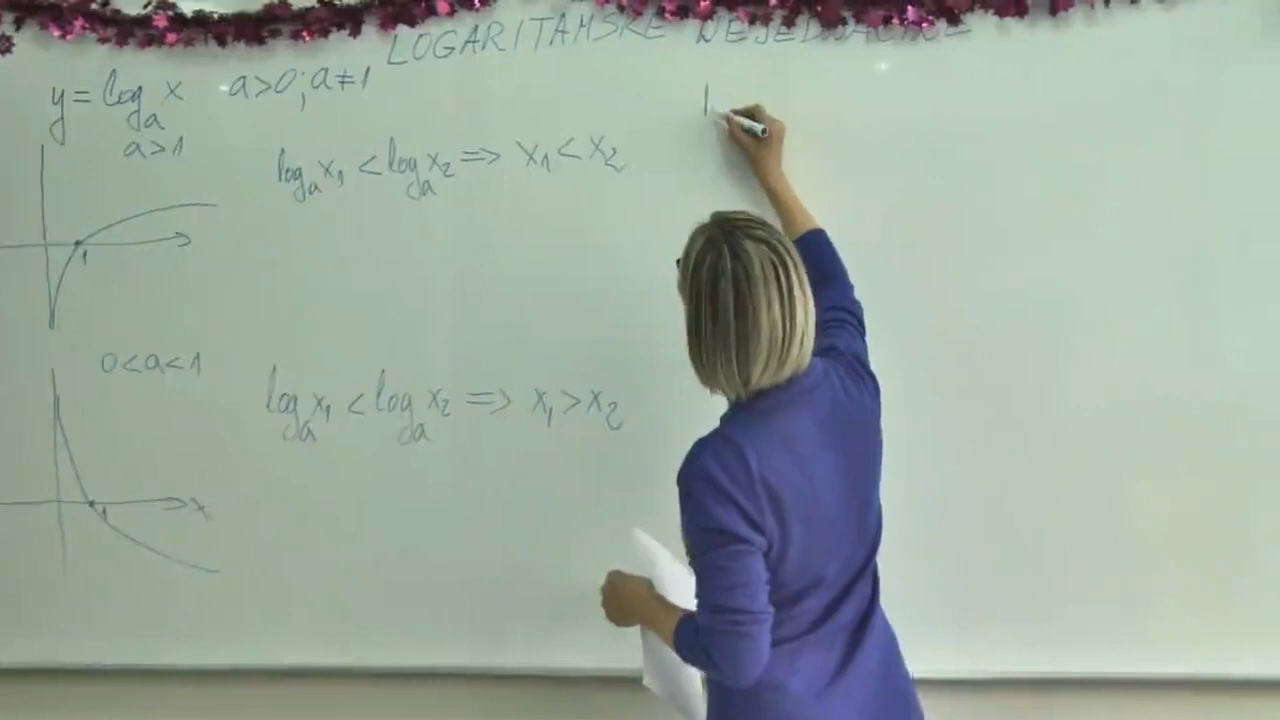 LOGARITAMSKE NEJEDNAČINE
y = log_a x a>0; a≠1
a>1
log_a x₁ < log_a x₂ ⇒ x₁ < x₂
1
0<a<1
log_a x₁ < log_a x₂ ⇒ x₁ > x₂
x
1